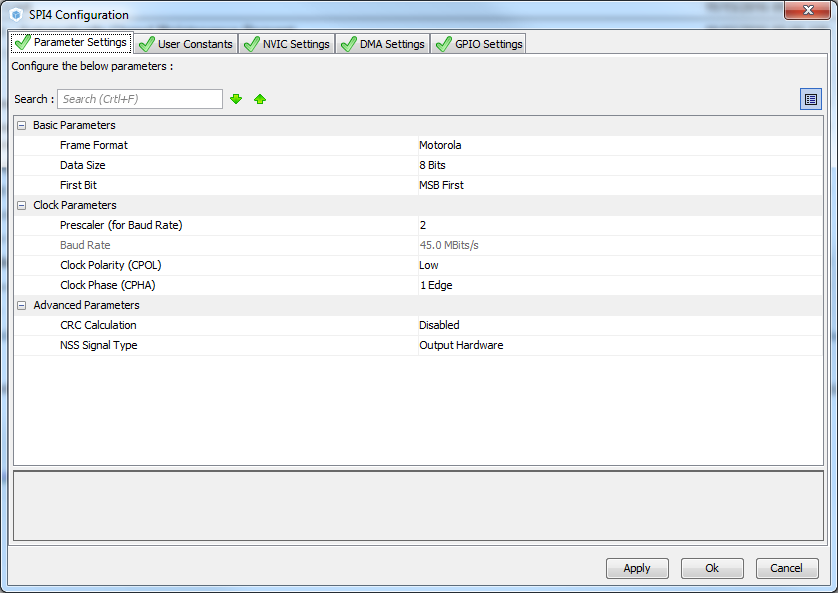 SPI4 Configuration
Parameter Settings User Constants NVIC Settings DMA Settings GPIO Settings
Configure the below parameters :
Search : Search (CrtI+F)
Basic Parameters
Frame Format Motorola
Data Size 8 Bits
First Bit MSB First
Clock Parameters
Prescaler (for Baud Rate) 2
Baud Rate 45.0 MBits/s
Clock Polarity (CPOL) Low
Clock Phase (CPHA) 1 Edge
Advanced Parameters
CRC Calculation Disabled
NSS Signal Type Output Hardware
Apply Ok Cancel